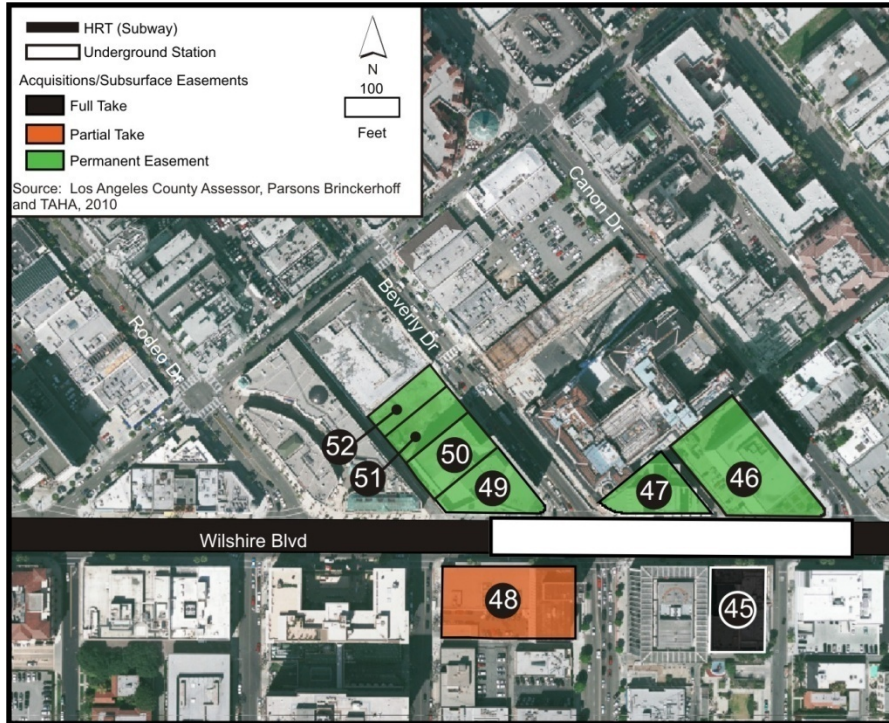 HRT (Subway)
Underground Station
Acquisitions/Subsurface Easements
Full Take
Partial Take
Permanent Easement
N
100
Feet
Source: Los Angeles County Assessor, Parsons Brinckerhoff
and TAHA, 2010
Canon Dr
Beverly Dr
Rodeo Dr
52
51
50
49
47
46
Wilshire Blvd
48
45